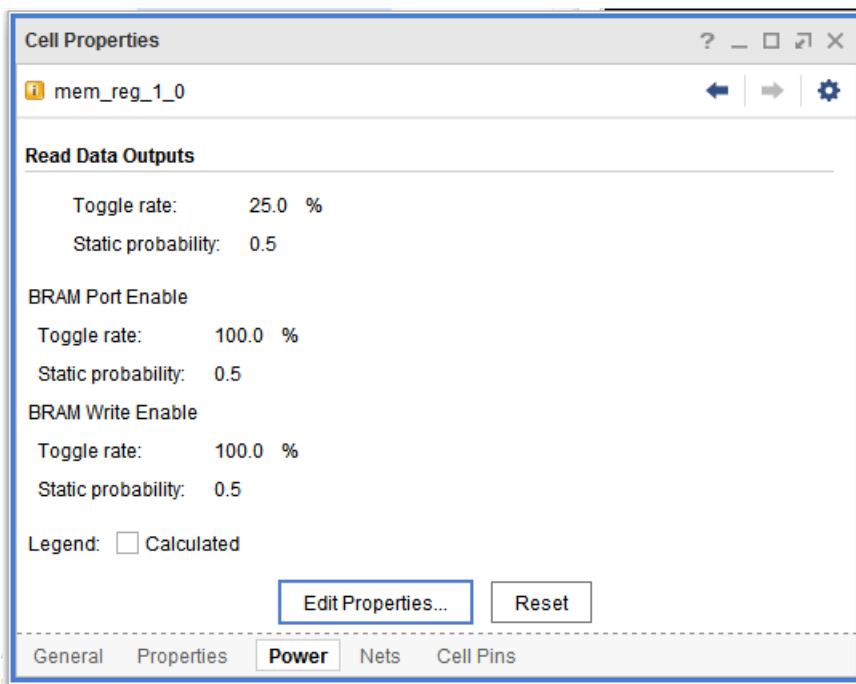 Cell Properties
mem_reg_1_0
Read Data Outputs
Toggle rate: 25.0 %
Static probability: 0.5
BRAM Port Enable
Toggle rate: 100.0 %
Static probability: 0.5
BRAM Write Enable
Toggle rate: 100.0 %
Static probability: 0.5
Legend: Calculated
Edit Properties... Reset
General Properties Power Nets Cell Pins